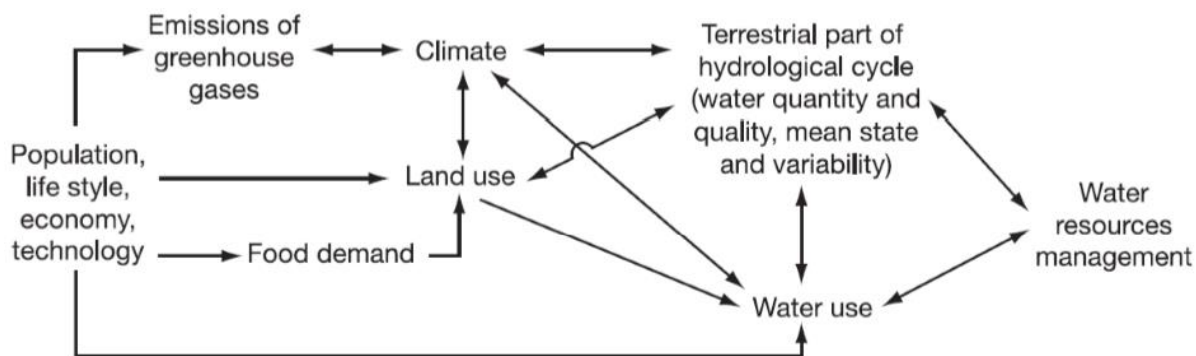 Emissions of
greenhouse
gases
Climate
Terrestrial part of
hydrological cycle
(water quantity and
quality, mean state
and variability)
Population,
life style,
economy,
technology
Land use
Food demand
Water
resources
management
Water use